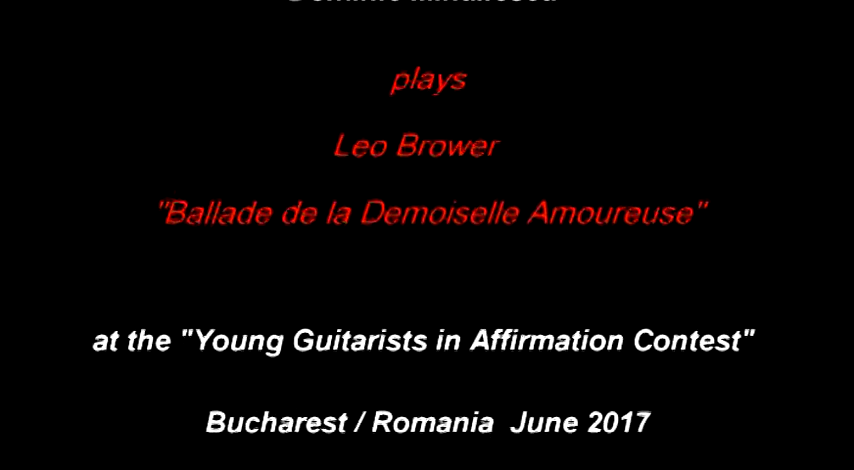 plays
Leo Brower
"Ballade de la Demoiselle Amoureuse"
at the "Young Guitarists in Affirmation Contest"
Bucharest / Romania June 2017